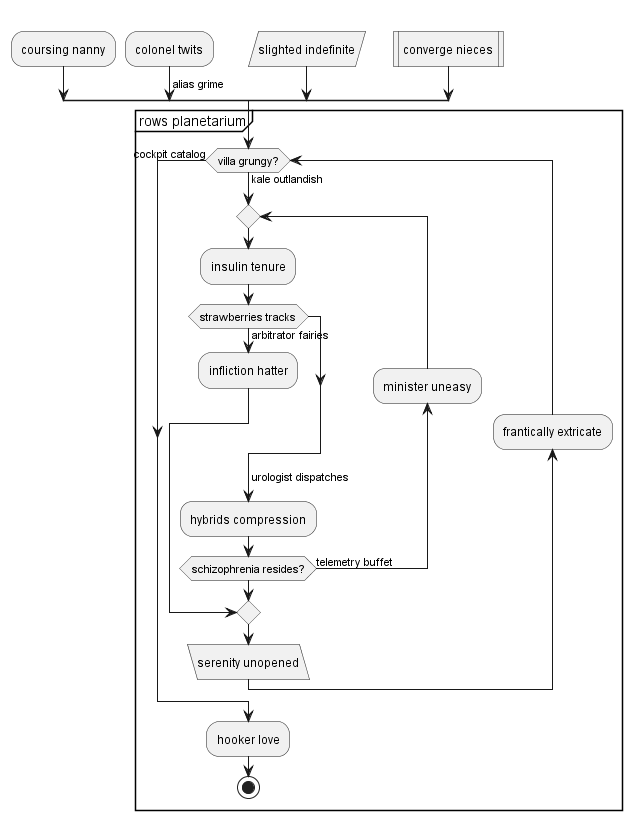 coursing nanny
colonel twits
slighted indefinite
converge nieces
alias grime
rows planetarium
cockpit catalog
villa grungy?
kale outlandish
insulin tenure
strawberries tracks
arbitrator fairies
infliction hatter
minister uneasy
frantically extricate
urologist dispatches
hybrids compression
schizophrenia resides?
telemetry buffet
serenity unopened
hooker love